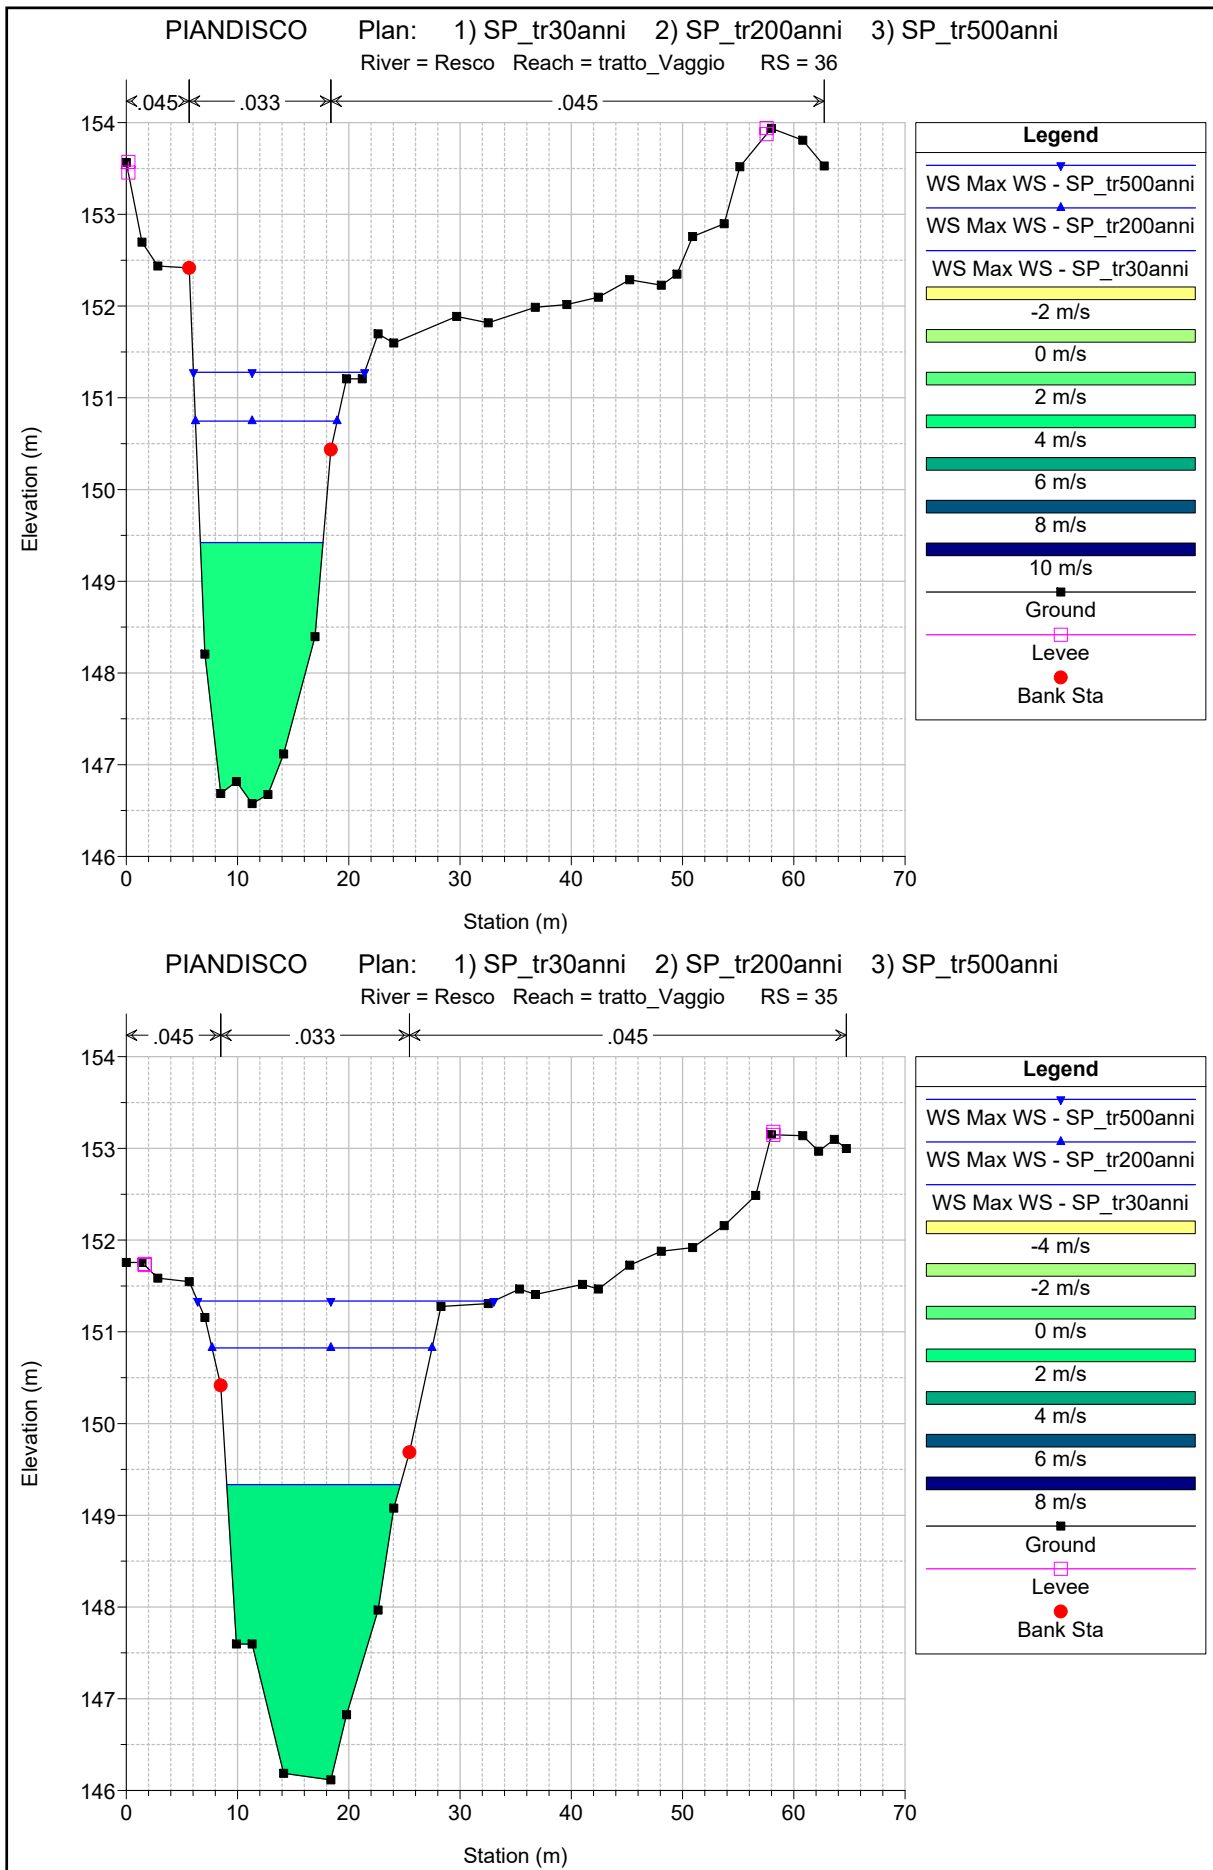 PIANDISCO Plan: 1) SP_tr30anni 2) SP_tr200anni 3) SP_tr500anni
River = Resco Reach = tratto_Vaggio RS = 36
.045 .033 .045
154
153
152
151
150
149
148
147
146
Elevation (m)
0 10 20 30 40 50 60 70
Station (m)
Legend
WS Max WS - SP_tr500anni
WS Max WS - SP_tr200anni
WS Max WS - SP_tr30anni
-2 m/s
0 m/s
2 m/s
4 m/s
6 m/s
8 m/s
10 m/s
Ground
Levee
Bank Sta
PIANDISCO Plan: 1) SP_tr30anni 2) SP_tr200anni 3) SP_tr500anni
River = Resco Reach = tratto_Vaggio RS = 35
.045 .033 .045
154
153
152
151
150
149
148
147
146
Elevation (m)
0 10 20 30 40 50 60 70
Station (m)
Legend
WS Max WS - SP_tr500anni
WS Max WS - SP_tr200anni
WS Max WS - SP_tr30anni
-4 m/s
-2 m/s
0 m/s
2 m/s
4 m/s
6 m/s
8 m/s
Ground
Levee
Bank Sta